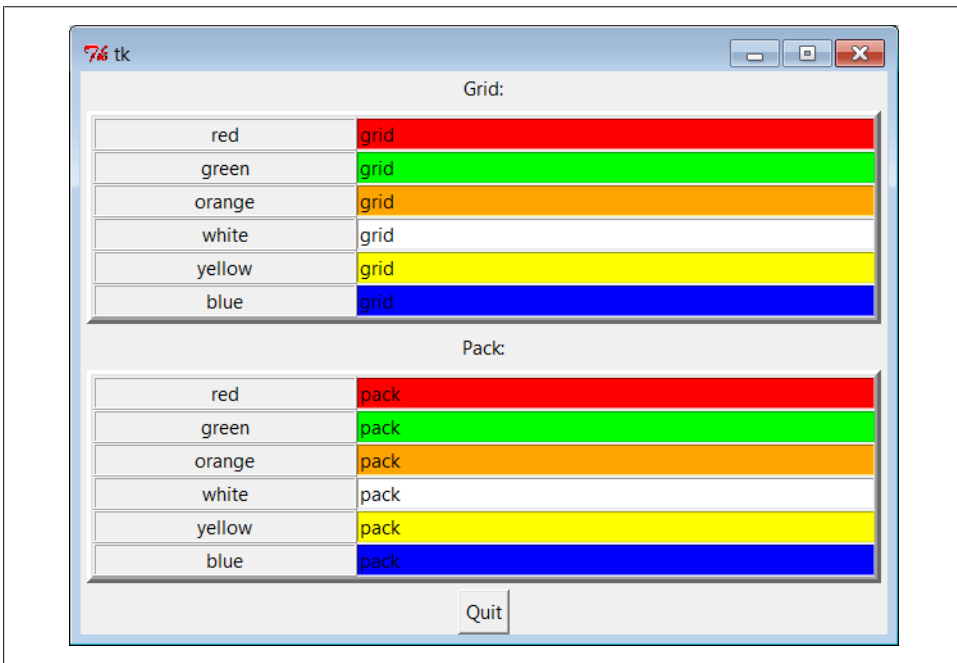 tk
Grid:
red grid
green grid
orange grid
white grid
yellow grid
blue grid
Pack:
red pack
green pack
orange pack
white pack
yellow pack
blue pack
Quit